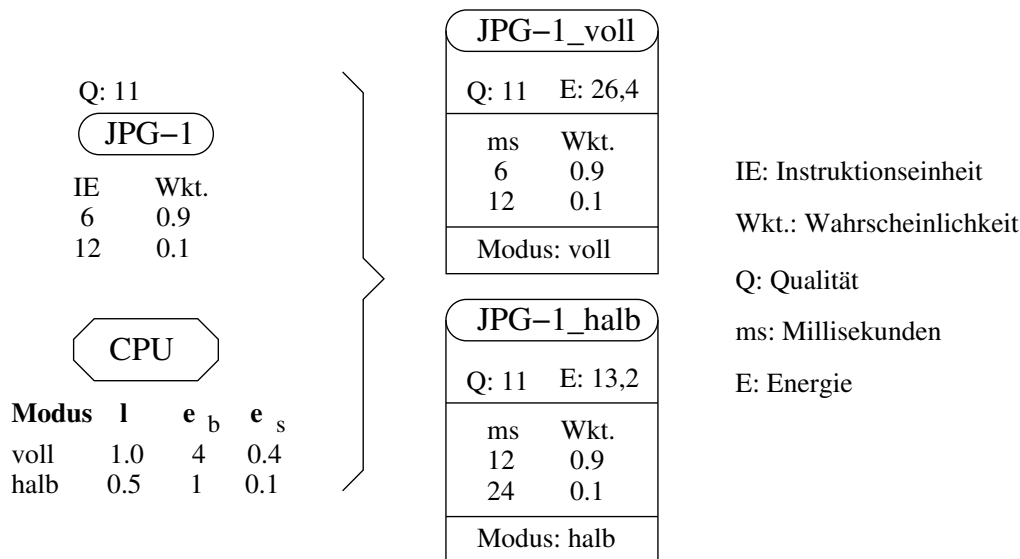 Q: 11
JPG−1
IE Wkt.
6 0.9
12 0.1
CPU
Modus l e b e s
voll 1.0 4 0.4
halb 0.5 1 0.1
JPG−1_voll
Q: 11 E: 26,4
ms Wkt.
6 0.9
12 0.1
Modus: voll
JPG−1_halb
Q: 11 E: 13,2
ms Wkt.
12 0.9
24 0.1
Modus: halb
IE: Instruktionseinheit
Wkt.: Wahrscheinlichkeit
Q: Qualität
ms: Millisekunden
E: Energie